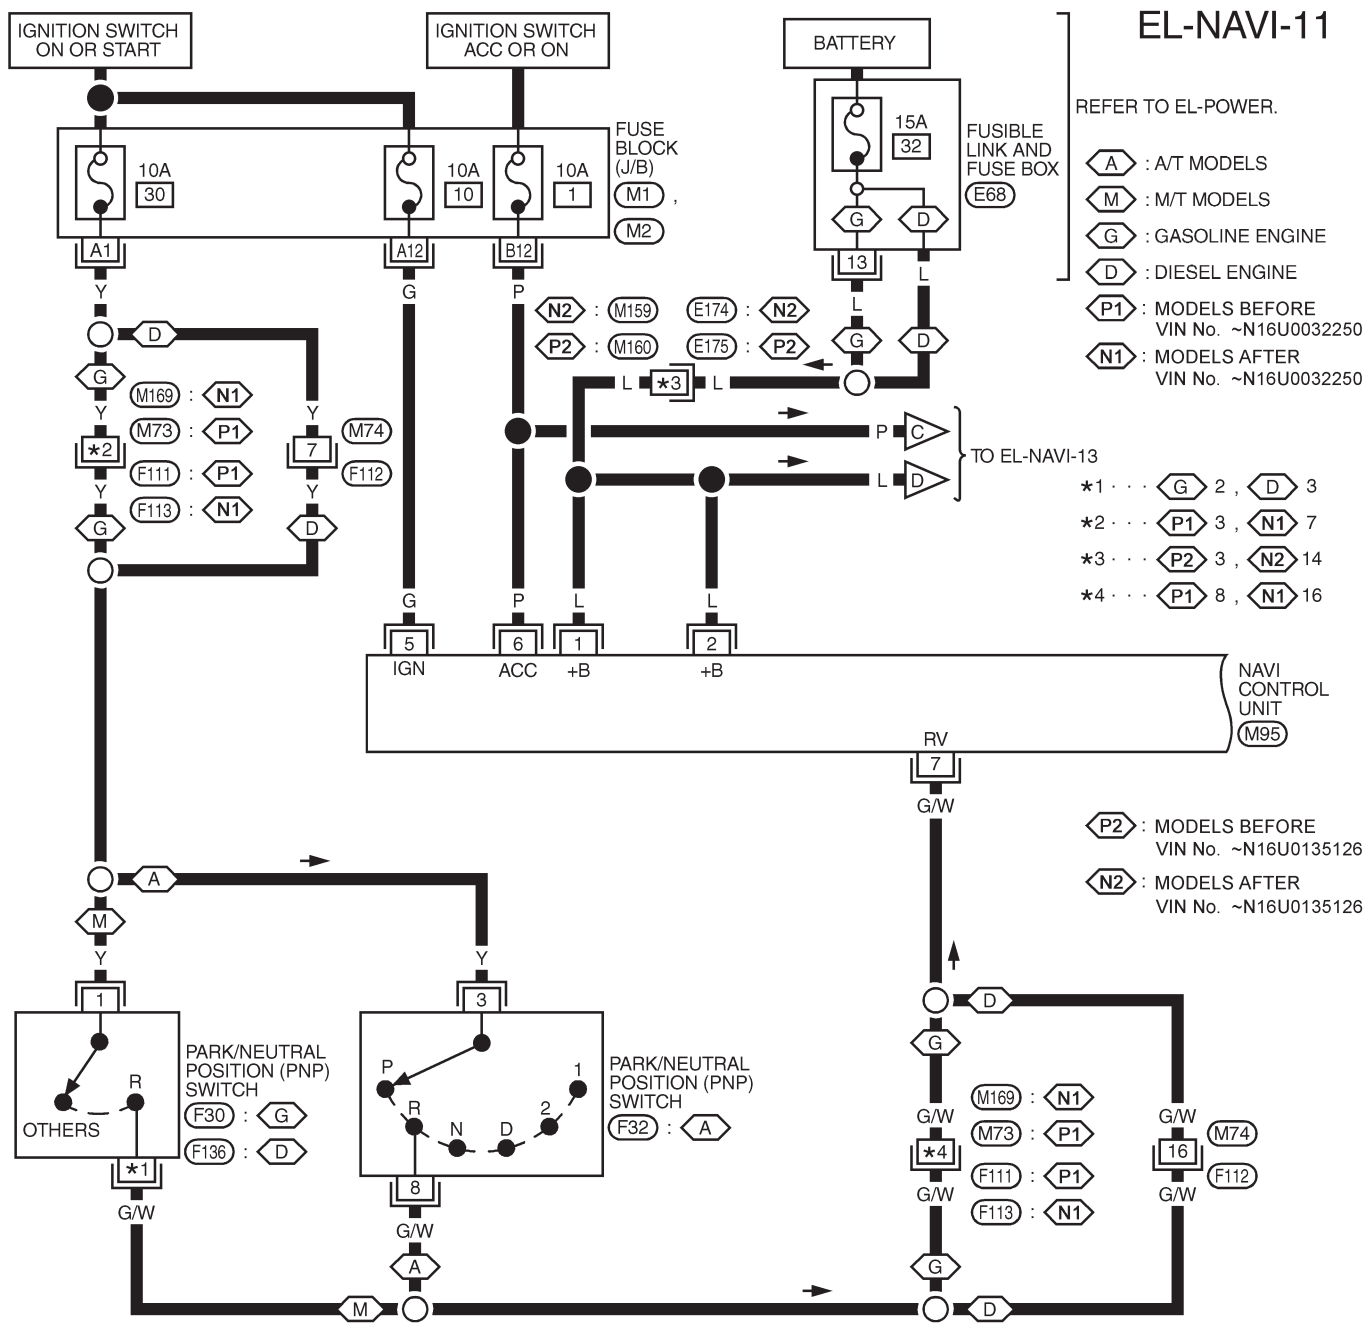 EL-NAVI-11
IGNITION SWITCH
ON OR START
IGNITION SWITCH
ACC OR ON
BATTERY
REFER TO EL-POWER.
10A
30
10A
10
10A
1
FUSE
BLOCK
(J/B)
M1 ,
M2
15A
32
FUSIBLE
LINK AND
FUSE BOX
E68
G D
A : A/T MODELS
M : M/T MODELS
G : GASOLINE ENGINE
D : DIESEL ENGINE
P1 : MODELS BEFORE
VIN No. ~N16U0032250
N1 : MODELS AFTER
VIN No. ~N16U0032250
A1 A12 B12 13
Y G P L L
N2 : M159 E174 : N2
P2 : M160 E175 : P2
D
G D
G
L *3 L
M169 : N1
M73 : P1
F111 : P1
F113 : N1
Y Y
*2 7
M74
F112
Y Y
G D
P C
L D
TO EL-NAVI-13
*1 · · · G 2 , D 3
*2 · · · P1 3 , N1 7
*3 · · · P2 3 , N2 14
*4 · · · P1 8 , N1 16
G P L L
5 6 1 2
IGN ACC +B +B
NAVI
CONTROL
UNIT
M95
RV
7
G/W
P2 : MODELS BEFORE
VIN No. ~N16U0135126
N2 : MODELS AFTER
VIN No. ~N16U0135126
A
M
Y Y
1 3
D
G
R
OTHERS
PARK/NEUTRAL
POSITION (PNP)
SWITCH
F30 : G
F136 : D
P
R
N
D
2
1
PARK/NEUTRAL
POSITION (PNP)
SWITCH
F32 : A
M169 : N1
M73 : P1
F111 : P1
F113 : N1
G/W G/W
*4 16
M74
F112
G/W G/W
*1 8
G/W G/W
A G
M D